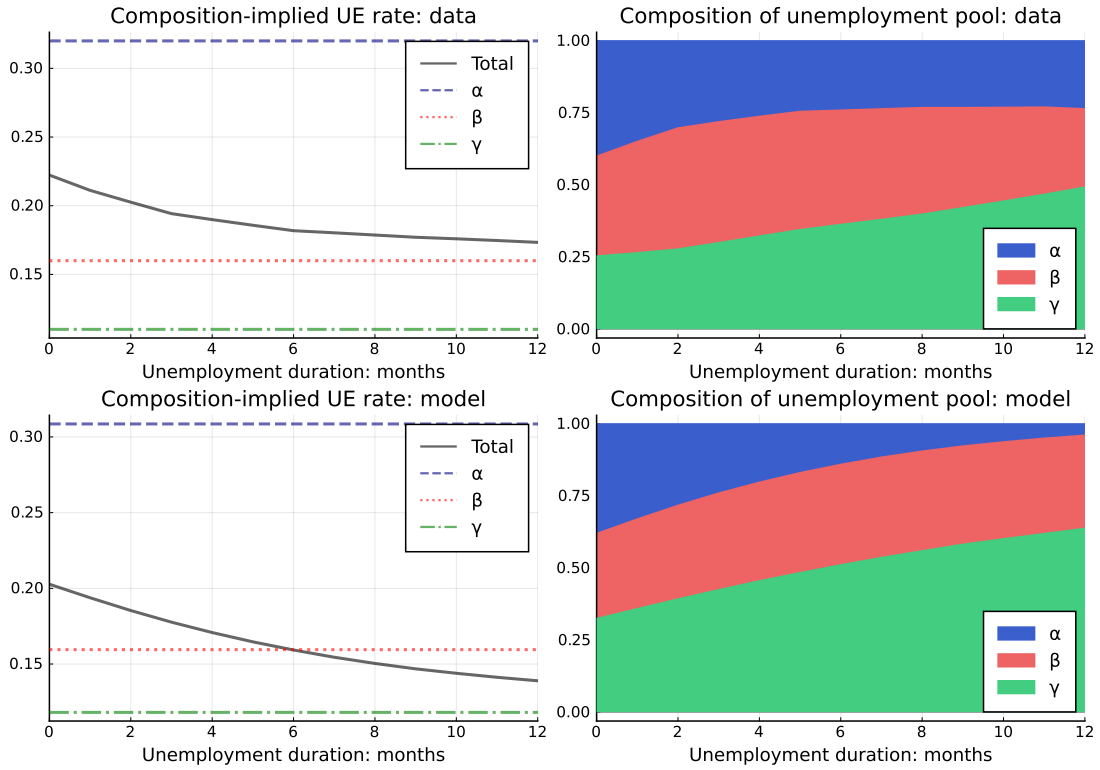 Composition-implied UE rate: data
0.30
0.25
0.20
0.15
0 2 4 6 8 10 12
Unemployment duration: months
Total
α
β
γ
Composition of unemployment pool: data
1.00
0.75
0.50
0.25
0.00
0 2 4 6 8 10 12
Unemployment duration: months
α
β
γ
Composition-implied UE rate: model
0.30
0.25
0.20
0.15
0 2 4 6 8 10 12
Unemployment duration: months
Total
α
β
γ
Composition of unemployment pool: model
1.00
0.75
0.50
0.25
0.00
0 2 4 6 8 10 12
Unemployment duration: months
α
β
γ